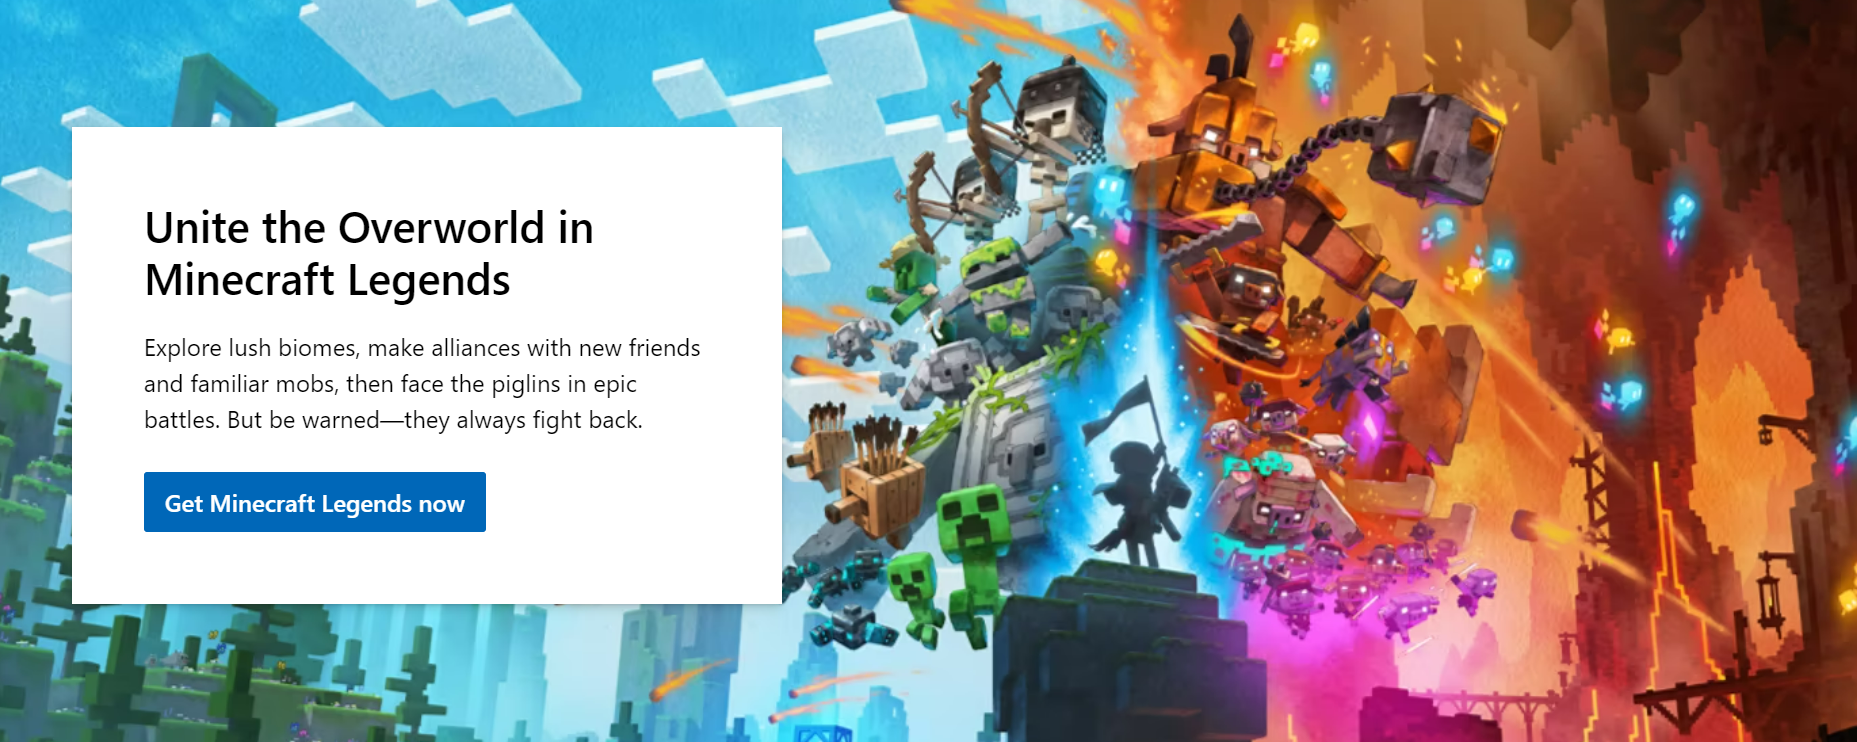 Unite the Overworld in
Minecraft Legends
Explore lush biomes, make alliances with new friends
and familiar mobs, then face the piglins in epic
battles. But be warned—they always fight back.
Get Minecraft Legends now